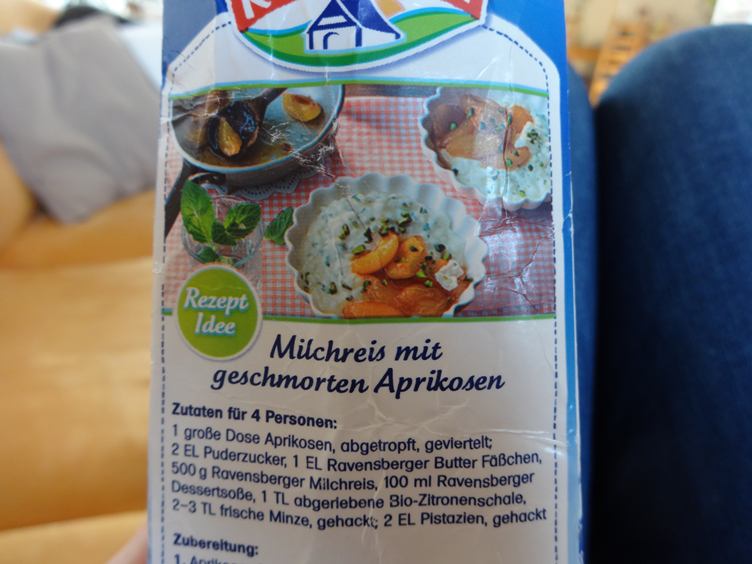 Rezept
Idee
Milchreis mit
geschmorten Aprikosen
Zutaten für 4 Personen:
1 große Dose Aprikosen, abgetropft, geviertelt;
2 EL Puderzucker, 1 EL Ravensberger Butter Fäßchen,
500 g Ravensberger Milchreis, 100 ml Ravensberger
Dessertsoße, 1 TL abgeriebene Bio-Zitronenschale,
2–3 TL frische Minze, gehackt; 2 EL Pistazien, gehackt
Zubereitung: